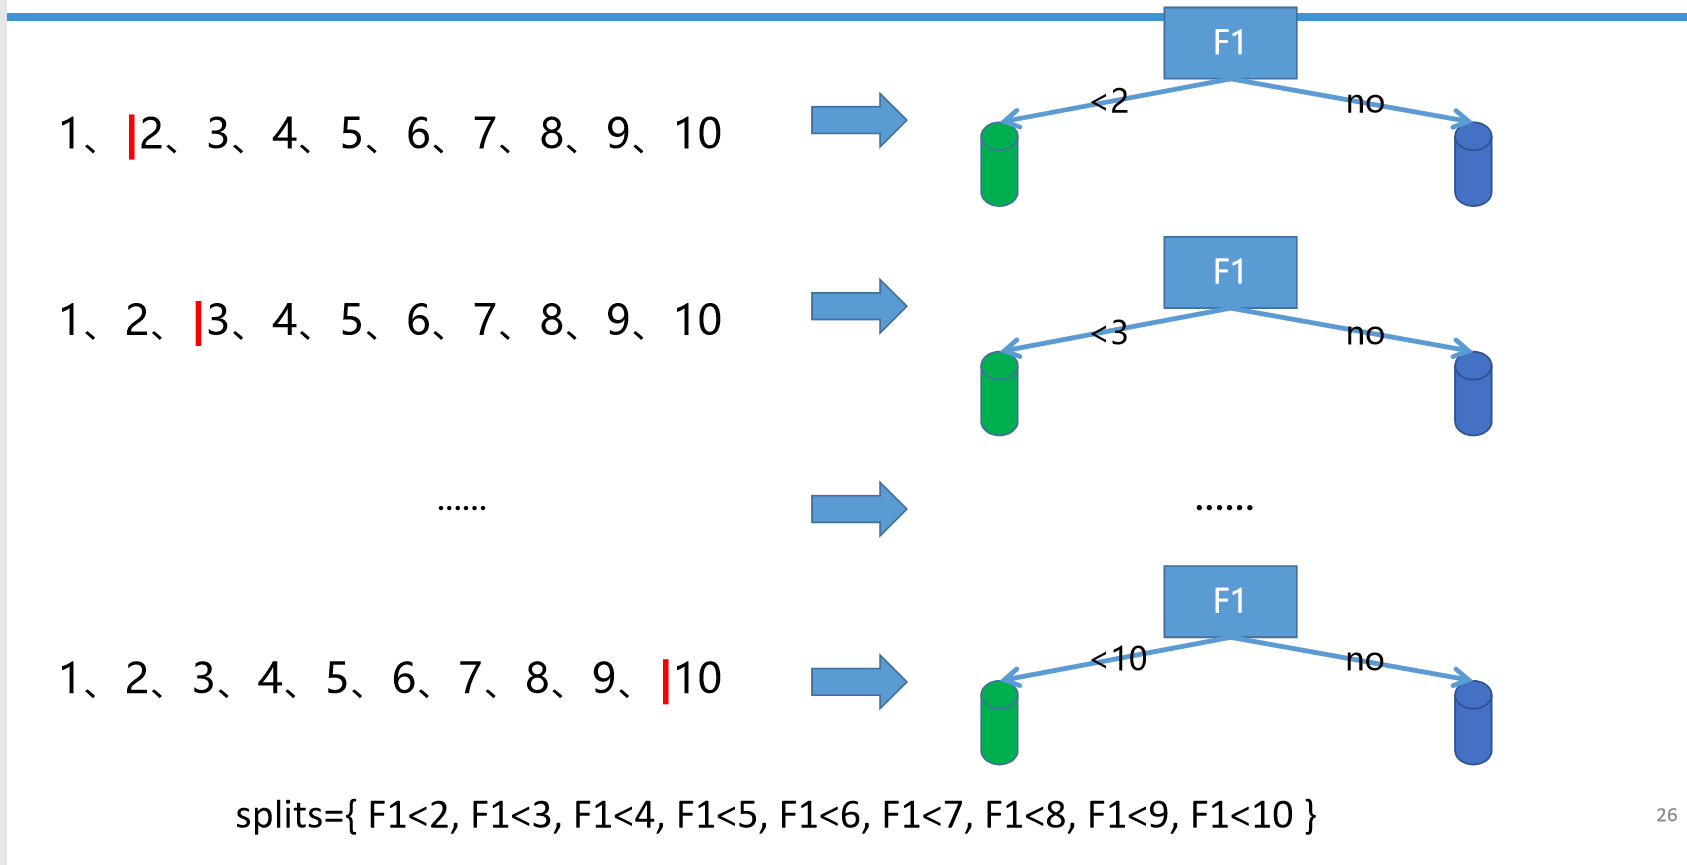 F1
<2 no
1、|2、3、4、5、6、7、8、9、10
F1
<3 no
1、2、|3、4、5、6、7、8、9、10
...... ......
F1
<10 no
1、2、3、4、5、6、7、8、9、|10
splits={ F1<2, F1<3, F1<4, F1<5, F1<6, F1<7, F1<8, F1<9, F1<10 }
26